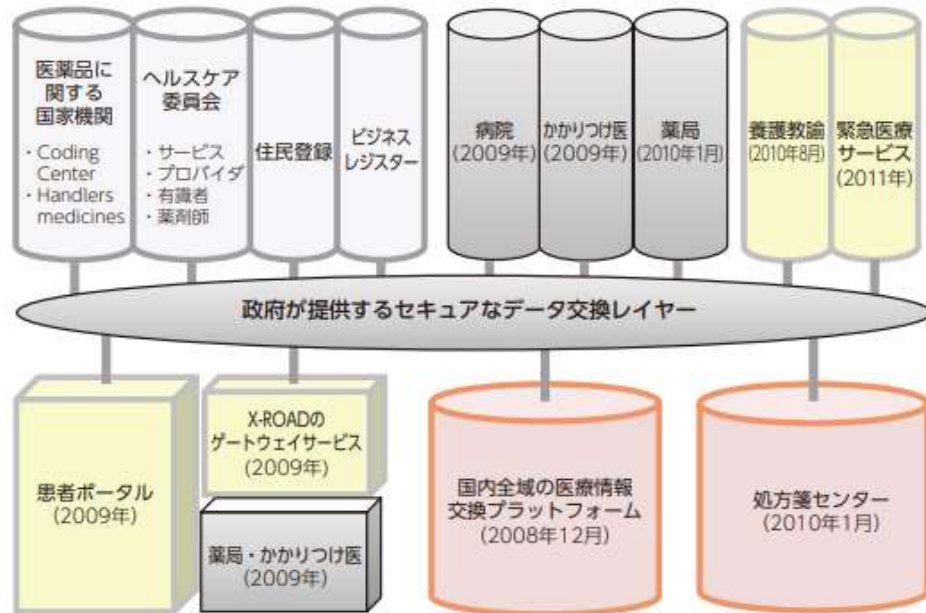 医薬品に
関する
国家機関
・Coding
Center
・Handlers
medicines
ヘルスケア
委員会
・サービス
・プロバイダ
・有識者
・薬剤師
住民登録
ビジネス
レジスター
病院
(2009年)
かかりつけ医
(2009年)
薬局
(2010年1月)
養護教諭
(2010年8月)
緊急医療
サービス
(2011年)
政府が提供するセキュアなデータ交換レイヤー
患者ポータル
(2009年)
X-ROADの
ゲートウェイサービス
(2009年)
薬局・かかりつけ医
(2009年)
国内全域の医療情報
交換プラットフォーム
(2008年12月)
処方箋センター
(2010年1月)